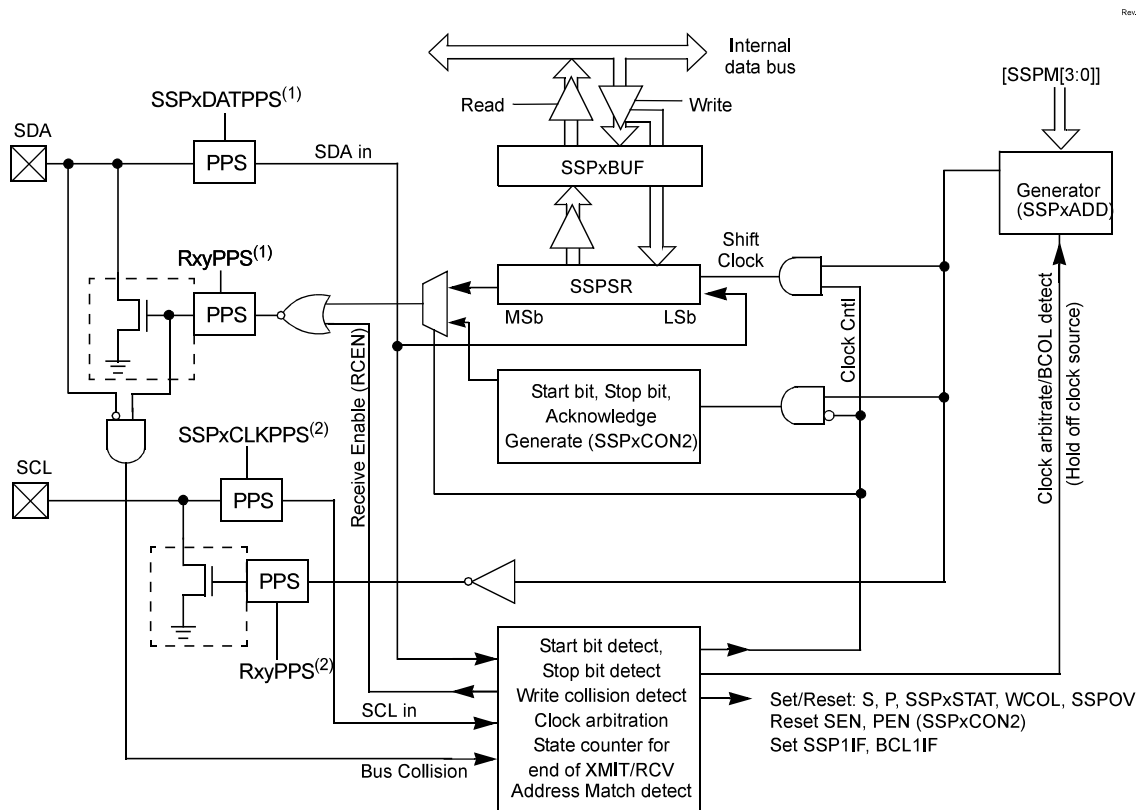 Rev.
Internal
data bus
[SSPM[3:0]]
Read
Write
SSPxDATPPS(1)
SDA
PPS
SDA in
SSPxBUF
Generator
(SSPxADD)
RxyPPS(1)
Shift
Clock
PPS
SSPSR
MSb
LSb
Clock Cntl
Clock arbitrate/BCOL detect
(Hold off clock source)
Receive Enable (RCEN)
Start bit, Stop bit,
Acknowledge
Generate (SSPxCON2)
SSPxCLKPPS(2)
SCL
PPS
PPS
RxyPPS(2)
SCL in
Bus Collision
Start bit detect,
Stop bit detect
Write collision detect
Clock arbitration
State counter for
end of XMIT/RCV
Address Match detect
Set/Reset: S, P, SSPxSTAT, WCOL, SSPOV
Reset SEN, PEN (SSPxCON2)
Set SSP1IF, BCL1IF